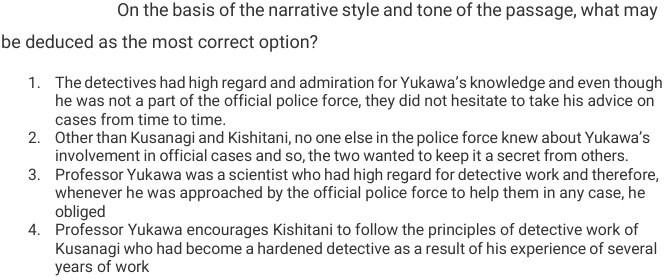 On the basis of the narrative style and tone of the passage, what may
be deduced as the most correct option?
1. The detectives had high regard and admiration for Yukawa's knowledge and even though
he was not a part of the official police force, they did not hesitate to take his advice on
cases from time to time.
2. Other than Kusanagi and Kishitani, no one else in the police force knew about Yukawa's
involvement in official cases and so, the two wanted to keep it a secret from others.
3. Professor Yukawa was a scientist who had high regard for detective work and therefore,
whenever he was approached by the official police force to help them in any case, he
obliged
4. Professor Yukawa encourages Kishitani to follow the principles of detective work of
Kusanagi who had become a hardened detective as a result of his experience of several
years of work